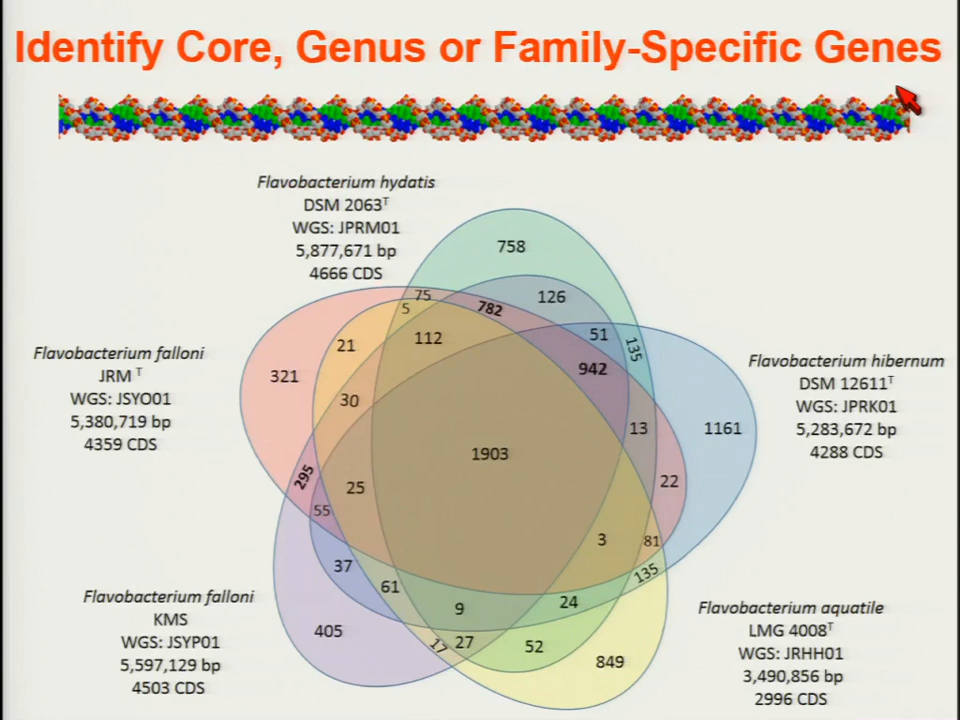 Identify Core, Genus or Family-Specific Genes
Flavobacterium hydatis
DSM 2063ᵀ
WGS: JPRM01
5,877,671 bp
4666 CDS
758
75
5
782
126
112
51
135
21
942
321
30
Flavobacterium falloni
JRM ᵀ
WGS: JSYO01
5,380,719 bp
4359 CDS
Flavobacterium hibernum
DSM 12611ᵀ
WGS: JPRK01
5,283,672 bp
4288 CDS
13
1161
1903
295
25
22
55
3
81
37
135
61
9
24
405
17
27
52
849
Flavobacterium falloni
KMS
WGS: JSYP01
5,597,129 bp
4503 CDS
Flavobacterium aquatile
LMG 4008ᵀ
WGS: JRHH01
3,490,856 bp
2996 CDS